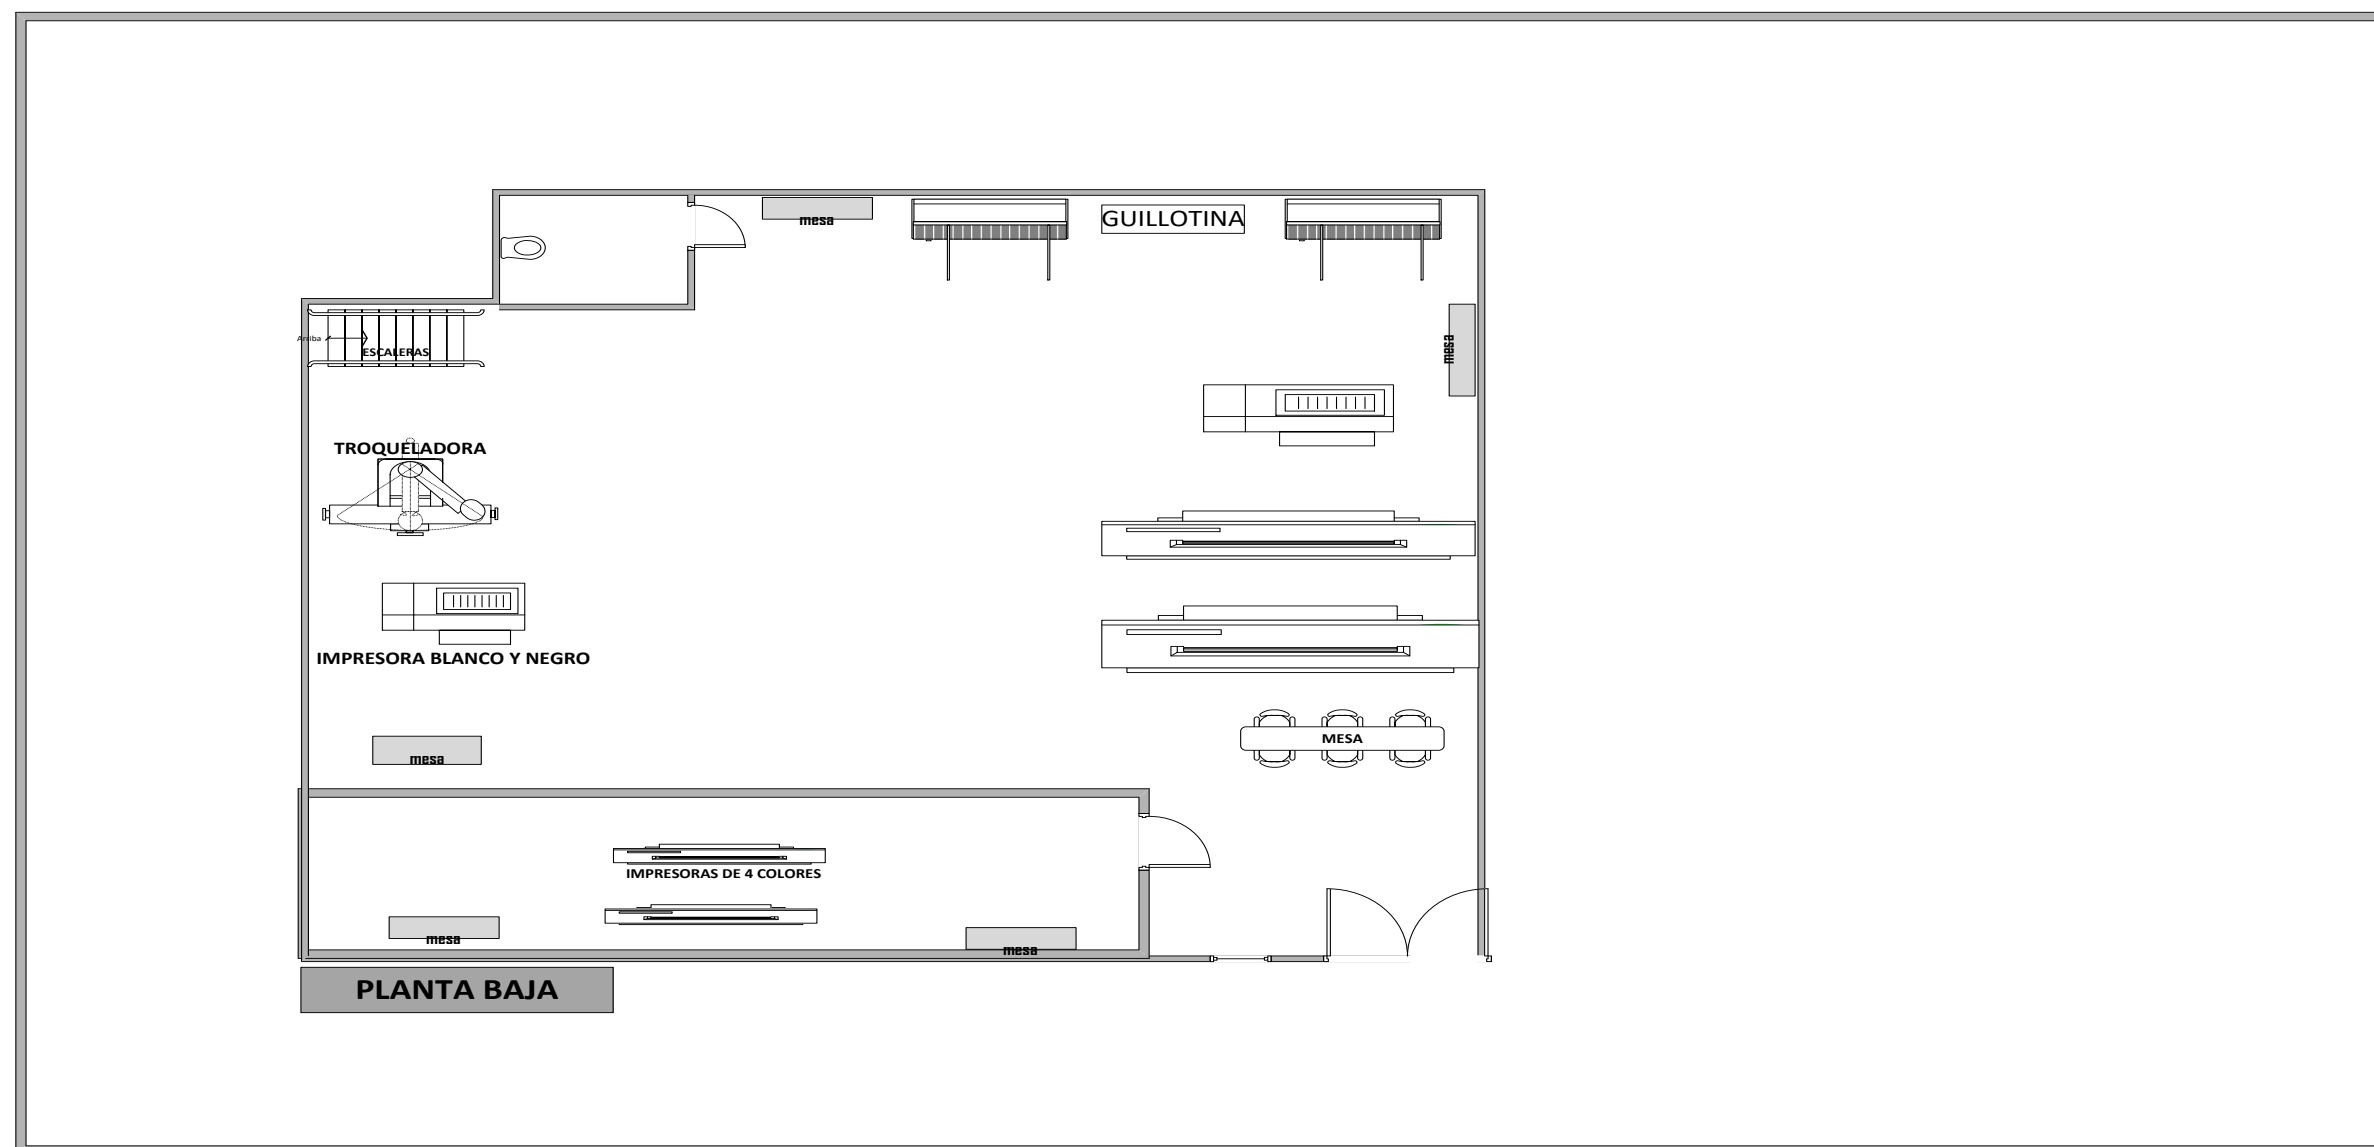 mesa
GUILLOTINA
mesa
Arriba
ESCALERAS
TROQUELADORA
IMPRESORA BLANCO Y NEGRO
MESA
mesa
IMPRESORAS DE 4 COLORES
mesa
mesa
PLANTA BAJA